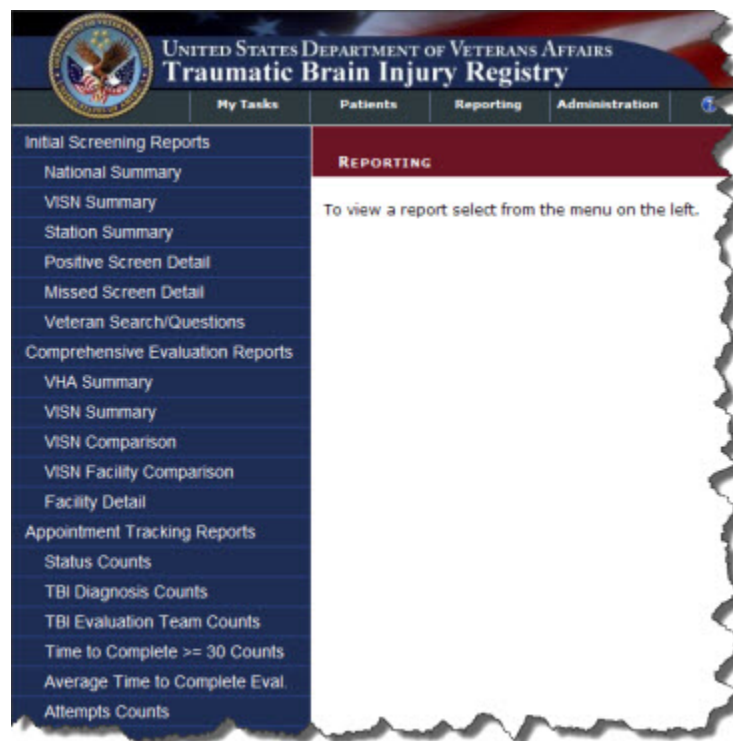 UNITED STATES DEPARTMENT OF VETERANS AFFAIRS
Traumatic Brain Injury Registry
My Tasks Patients Reporting Administration
Initial Screening Reports
National Summary
VISN Summary
Station Summary
Positive Screen Detail
Missed Screen Detail
Veteran Search/Questions
Comprehensive Evaluation Reports
VHA Summary
VISN Summary
VISN Comparison
VISN Facility Comparison
Facility Detail
Appointment Tracking Reports
Status Counts
TBI Diagnosis Counts
TBI Evaluation Team Counts
Time to Complete >= 30 Counts
Average Time to Complete Eval.
Attempts Counts
REPORTING
To view a report select from the menu on the left.